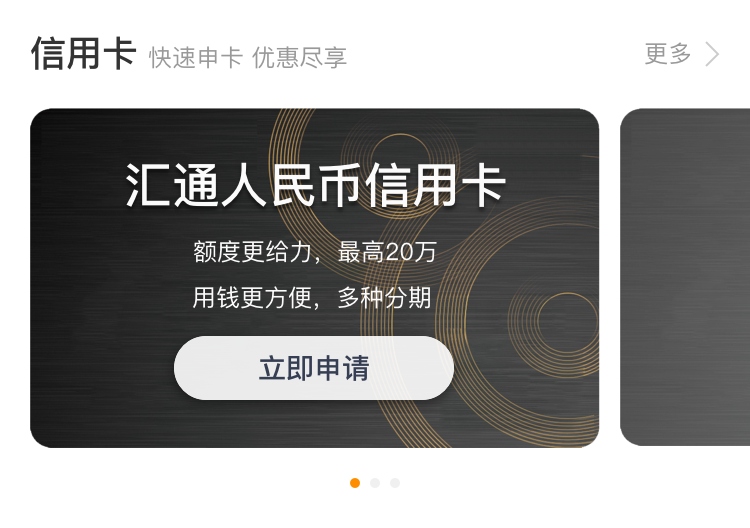 信用卡 快速申卡 优惠尽享 更多
汇通人民币信用卡
额度更给力，最高20万
用钱更方便，多种分期
立即申请